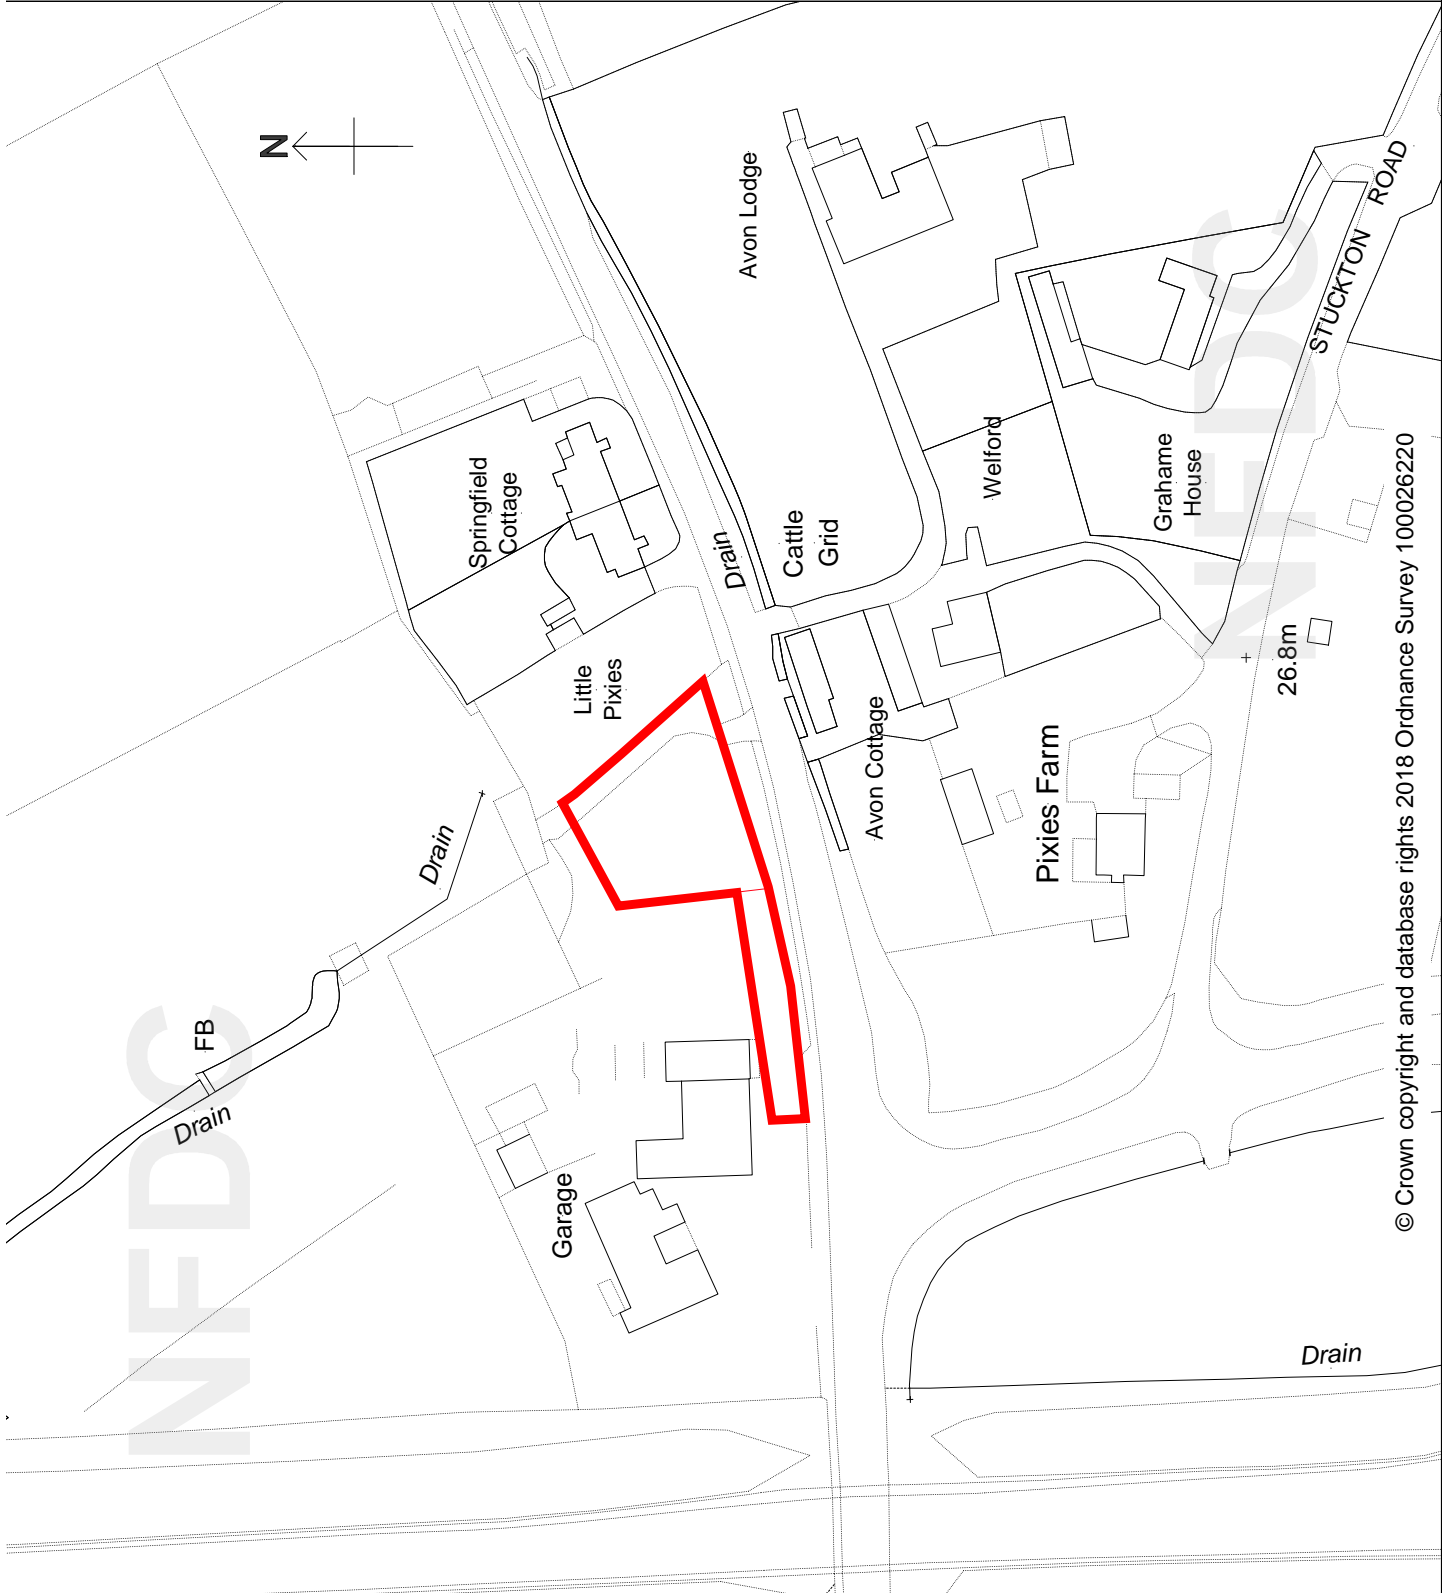 NFDC
Drain
FB
N
Drain
Springfield
Cottage
Garage
Little
Pixies
Drain
Avon Lodge
Cattle
Grid
Avon Cottage
Welford
Pixies Farm
Grahame
House
NFDC
26.8m
Drain
STUCKTON ROAD
© Crown copyright and database rights 2018 Ordnance Survey 100026220